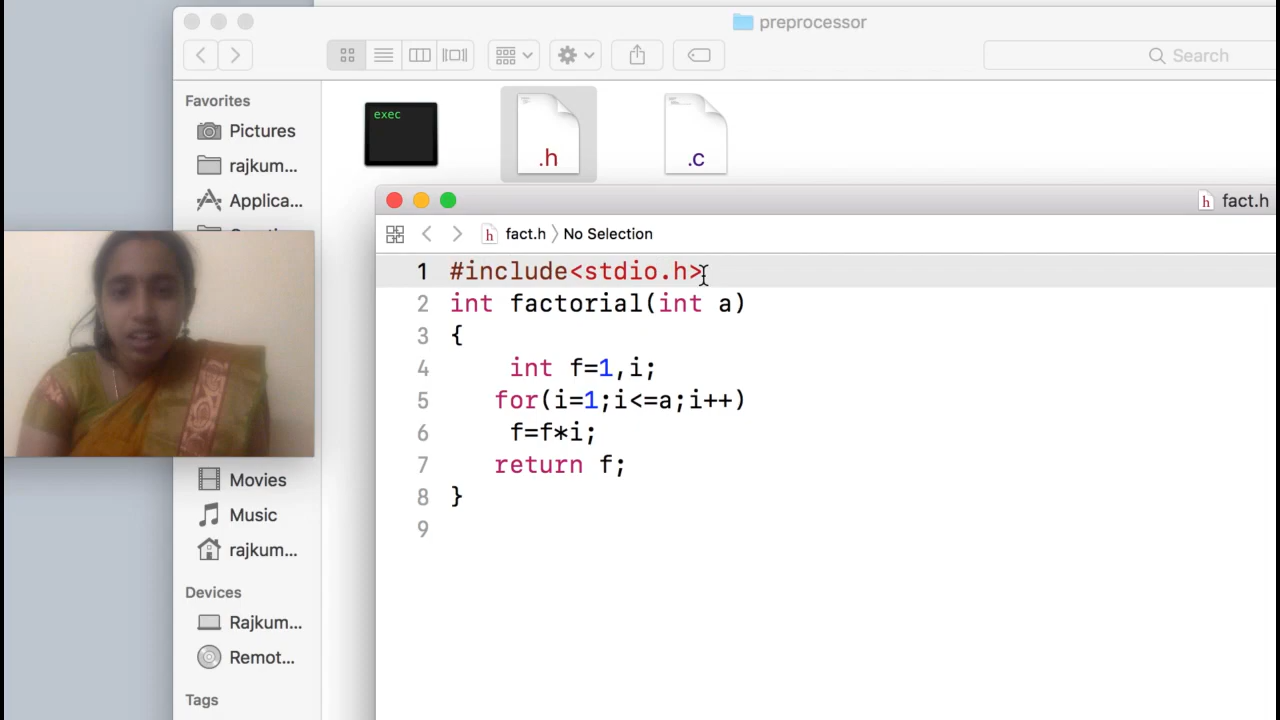 preprocessor
Search
Favorites
Pictures
rajkum...
Applica...
Movies
Music
rajkum...
Devices
Rajkum...
Remot...
Tags
exec
.h
.c
h fact.h
h fact.h 〉No Selection
1 #include<stdio.h>
2 int factorial(int a)
3 {
4 int f=1,i;
5 for(i=1;i<=a;i++)
6 f=f*i;
7 return f;
8 }
9